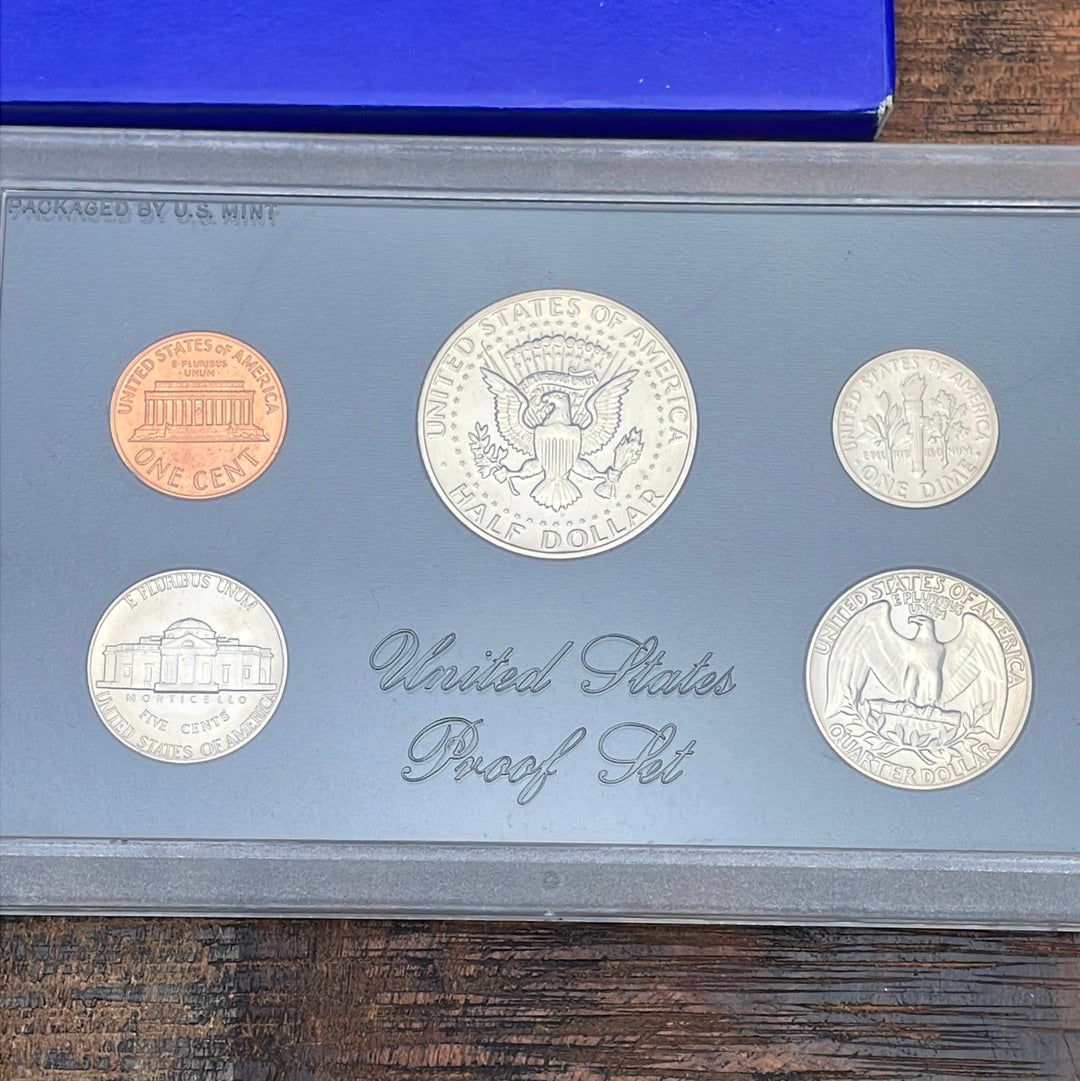 PACKAGED BY U.S. MINT
UNITED STATES OF AMERICA
E PLURIBUS
UNUM
ONE CENT
UNITED STATES OF AMERICA
HALF DOLLAR
UNITED STATES OF AMERICA
E PLURIBUS UNUM
ONE DIME
E PLURIBUS UNUM
MONTICELLO
FIVE CENTS
UNITED STATES OF AMERICA
United States
Proof Set
UNITED STATES OF AMERICA
E PLURIBUS
UNUM
QUARTER DOLLAR